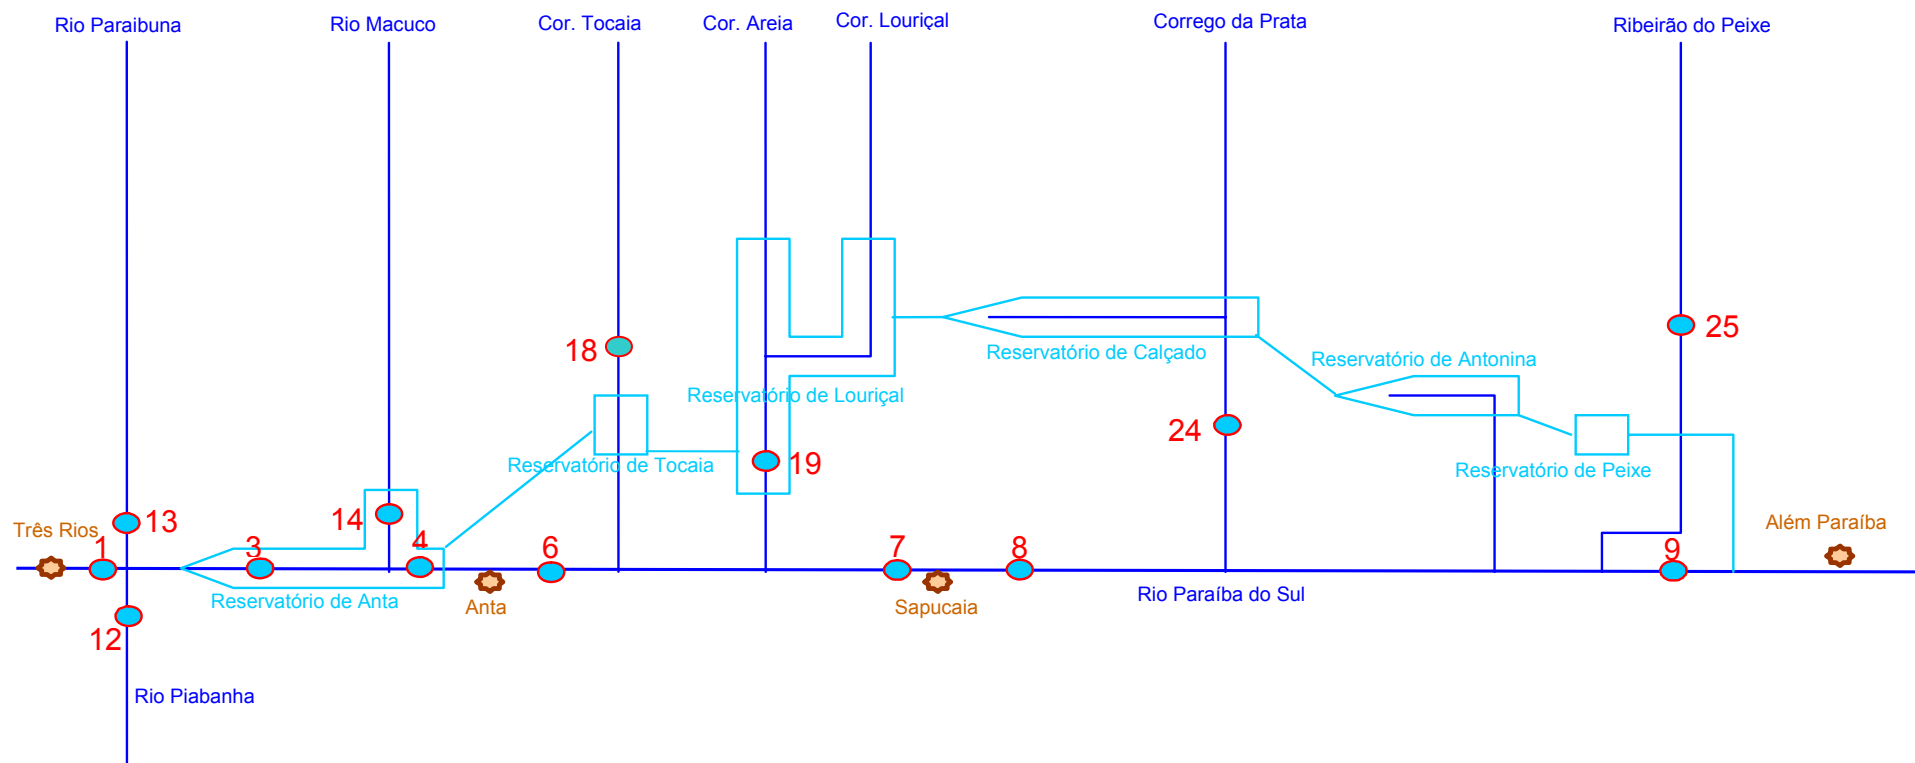 Rio Paraibuna
Rio Macuco
Cor. Tocaia
Cor. Areia
Cor. Louriçal
Corrego da Prata
Ribeirão do Peixe
25
18
Reservatório de Calçado
Reservatório de Antonina
Reservatório de Louriçal
24
19
Reservatório de Tocaia
Reservatório de Peixe
Três Rios
13
14
Além Paraíba
1
3
4
6
7
8
9
Reservatório de Anta
Anta
Sapucaia
Rio Paraíba do Sul
12
Rio Piabanha